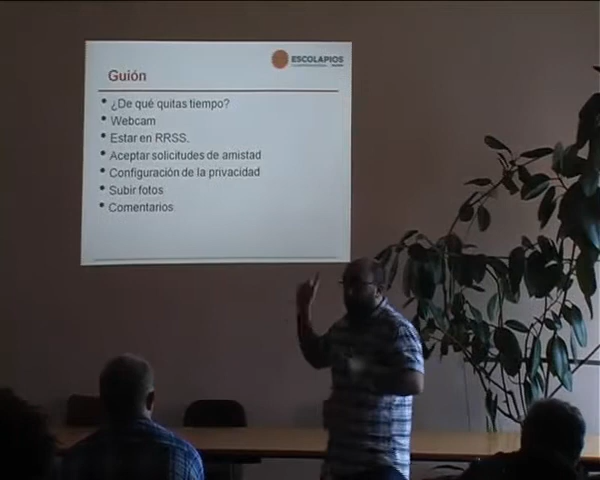 ESCOLAPIOS
Guión
• ¿De qué quitas tiempo?
• Webcam
• Estar en RRSS.
• Aceptar solicitudes de amistad
• Configuración de la privacidad
• Subir fotos
• Comentarios